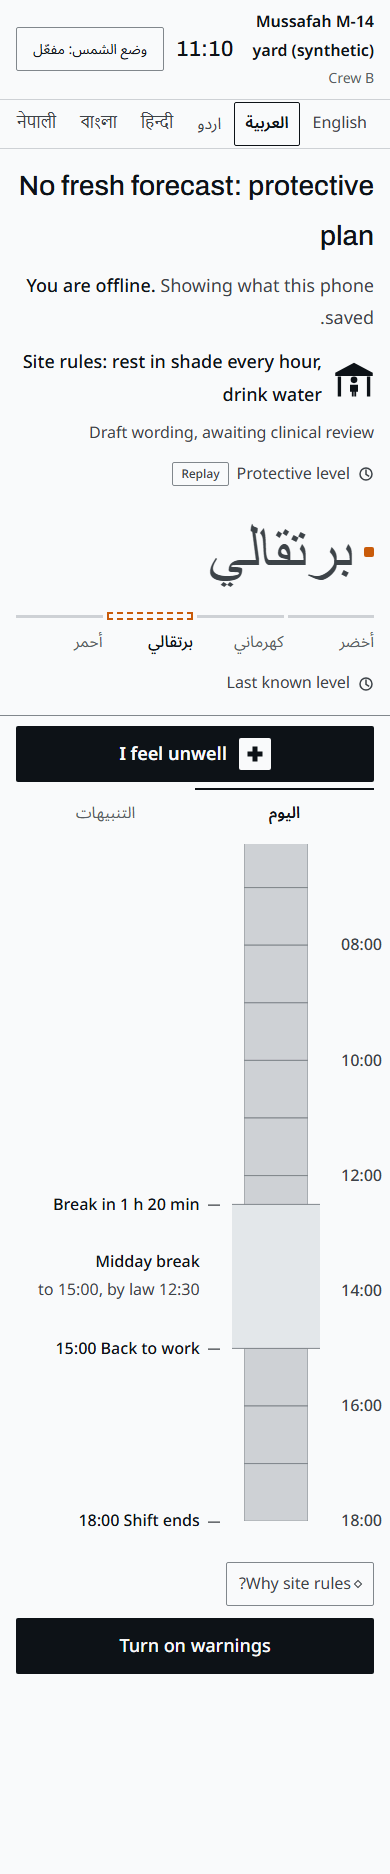 Mussafah M-14
yard (synthetic)
Crew B
11:10
وضع الشمس: مفعّل
English
العربية
اردو
हिन्दी
বাংলা
नेपाली
No fresh forecast: protective
plan
You are offline. Showing what this phone
saved.
Site rules: rest in shade every hour,
drink water
Draft wording, awaiting clinical review
Protective level
Replay
برتقالي
أخضر
كهرماني
برتقالي
أحمر
Last known level
I feel unwell
اليوم
التنبيهات
08:00
10:00
12:00
Break in 1 h 20 min
Midday break
12:30 to 15:00, by law
14:00
15:00 Back to work
16:00
18:00 Shift ends
18:00
Why site rules?
Turn on warnings